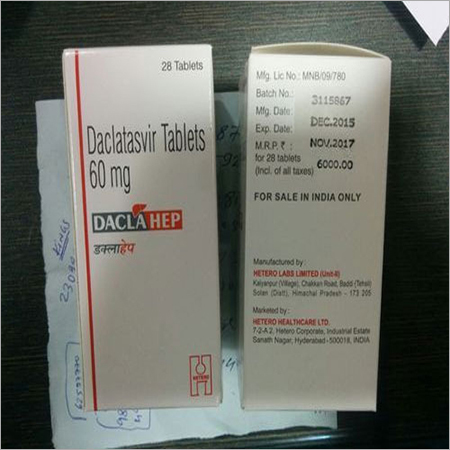 28 Tablets
Daclatasvir Tablets
60 mg
DACLAHEP
डक्लाहेप
HETERO
Mfg. Lic No.: MNB/09/780
Batch No.: 3115867
Mfg. Date: DEC.2015
Exp. Date: NOV.2017
M.R.P. ₹ : 6000.00
for 28 tablets
(Incl. of all taxes)
FOR SALE IN INDIA ONLY
Manufactured by :
HETERO LABS LIMITED (Unit-II)
Kalyanpur (Village), Chakkan Road, Baddi (Tehsil)
Solan (Distt), Himachal Pradesh - 173 205
Marketed by :
HETERO HEALTHCARE LTD.
7-2-A2, Hetero Corporate, Industrial Estate
Sanath Nagar, Hyderabad-500018, INDIA
23090